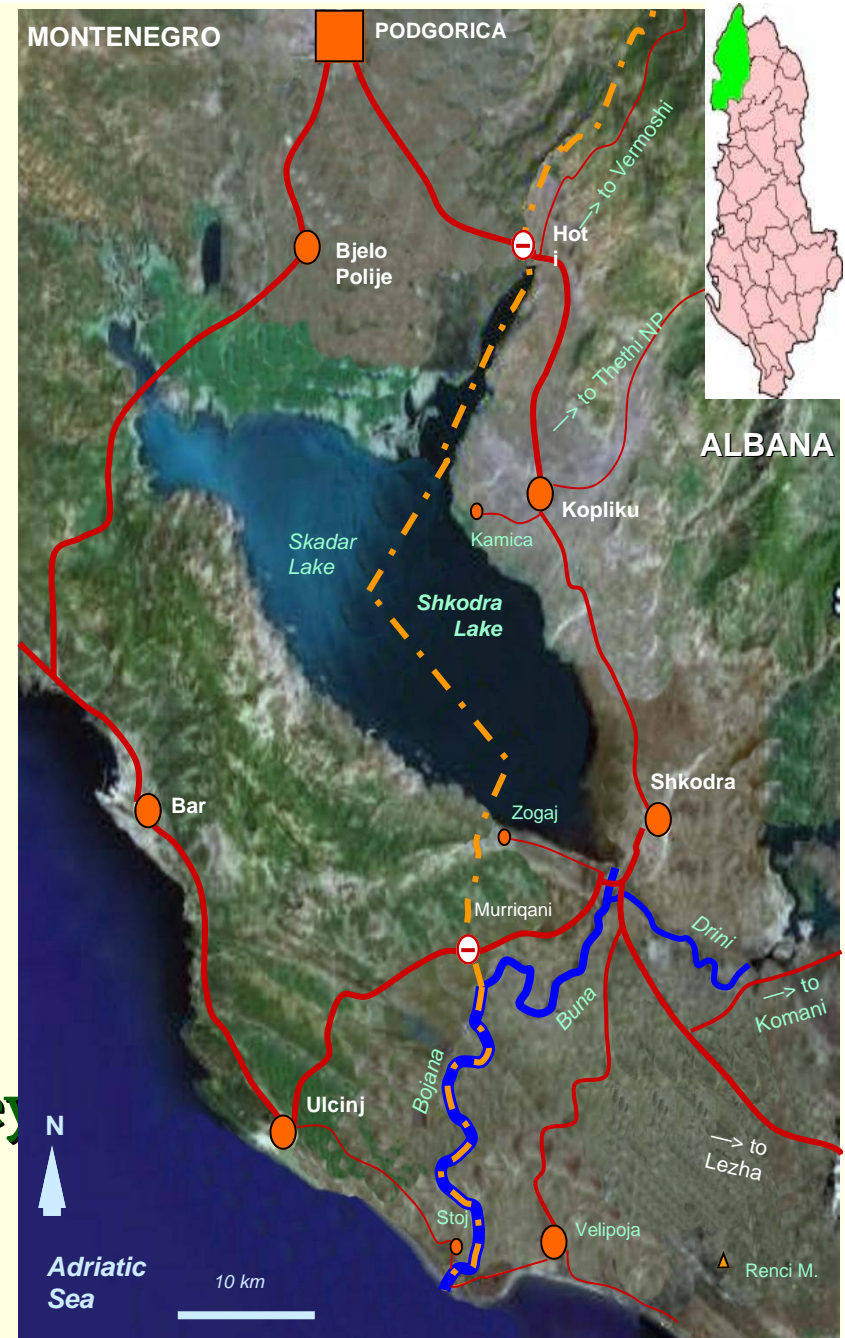 MONTENEGRO
PODGORICA
—> to Vermoshi
Hot
i
Bjelo
Polije
—> to Thethi NP
ALBANA
Kopliku
Kamica
Skadar
Lake
Shkodra
Lake
Shkodra
Bar
Zogaj
Murriqani
Drini
—> to
Komani
Buna
Bojana
Ulcinj
N
—> to
Lezha
Stoj
Velipoja
Renci M.
Adriatic
Sea
10 km